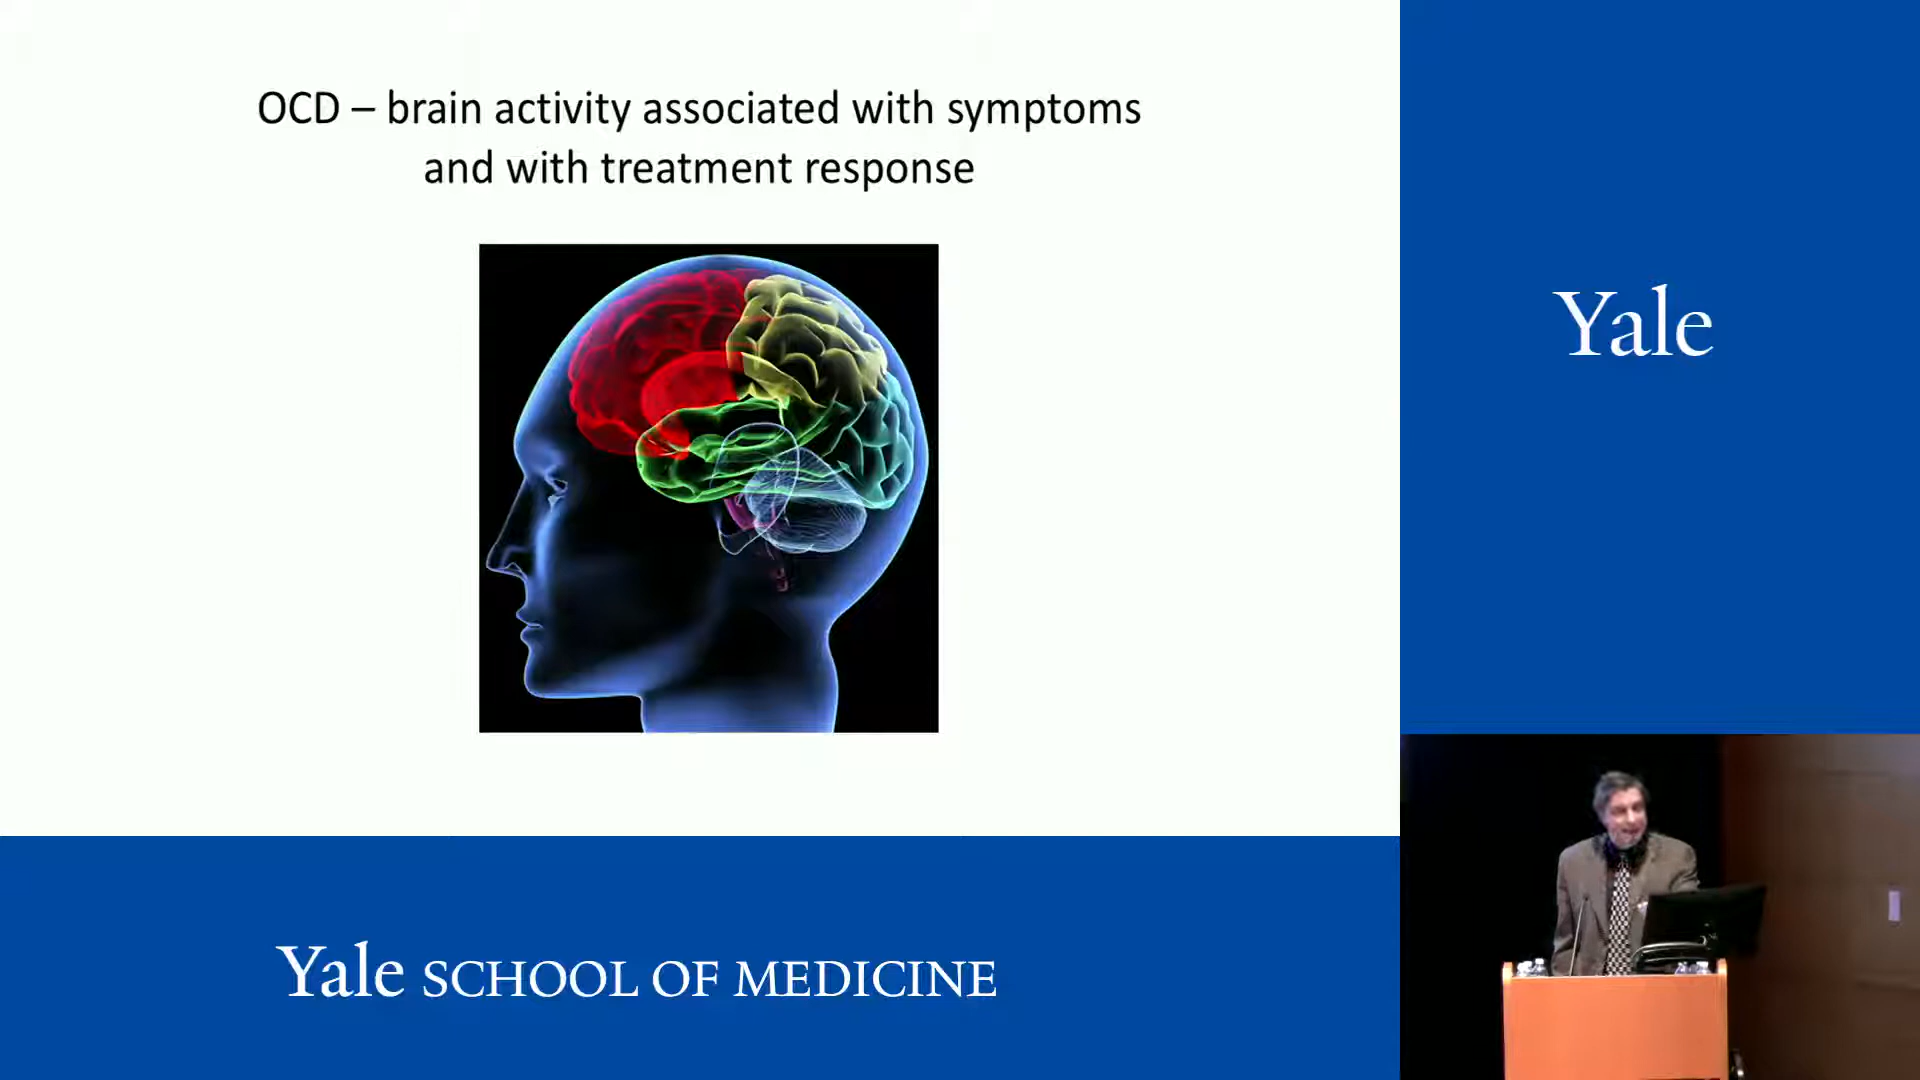 OCD – brain activity associated with symptoms
and with treatment response
Yale
Yale SCHOOL OF MEDICINE